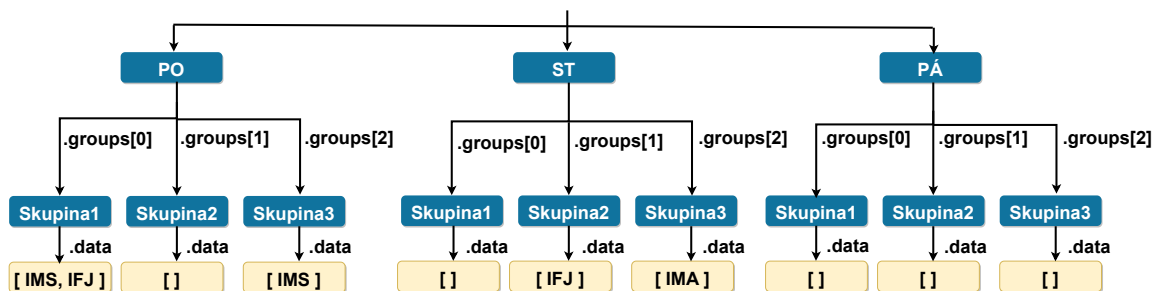 PO ST PÁ
.groups[0] .groups[1] .groups[2] .groups[0] .groups[1] .groups[2] .groups[0] .groups[1] .groups[2]
Skupina1 Skupina2 Skupina3 Skupina1 Skupina2 Skupina3 Skupina1 Skupina2 Skupina3
.data .data .data .data .data .data .data .data .data
[ IMS, IFJ ] [ ] [ IMS ] [ ] [ IFJ ] [ IMA ] [ ] [ ] [ ]